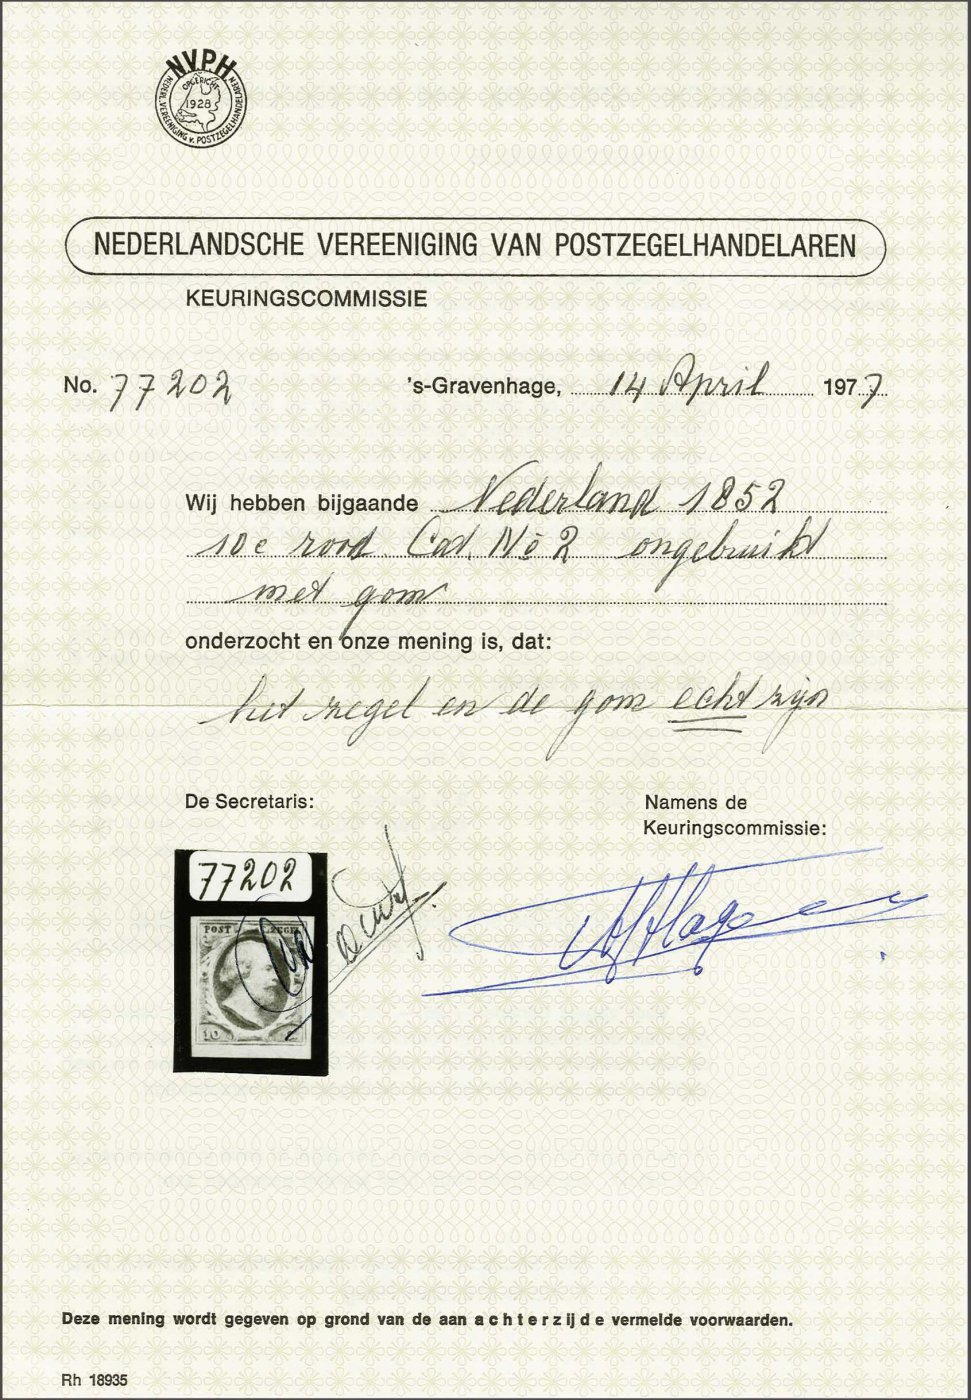 N.V.P.H.
NEDERL. VEREENIGING v. POSTZEGELHANDELAREN
OPGERICHT
1928
NEDERLANDSCHE VEREENIGING VAN POSTZEGELHANDELAREN
KEURINGSCOMMISSIE
No. 77202 's-Gravenhage, 14 April 1977
Wij hebben bijgaande Nederland 1852
10c rood Cat. No 2 ongebruikt
met gom
onderzocht en onze mening is, dat:
het zegel en de gom echt zijn
De Secretaris:
Namens de
Keuringscommissie:
77202
POST ZEGEL
10 C
Deze mening wordt gegeven op grond van de aan achterzijde vermelde voorwaarden.
Rh 18935